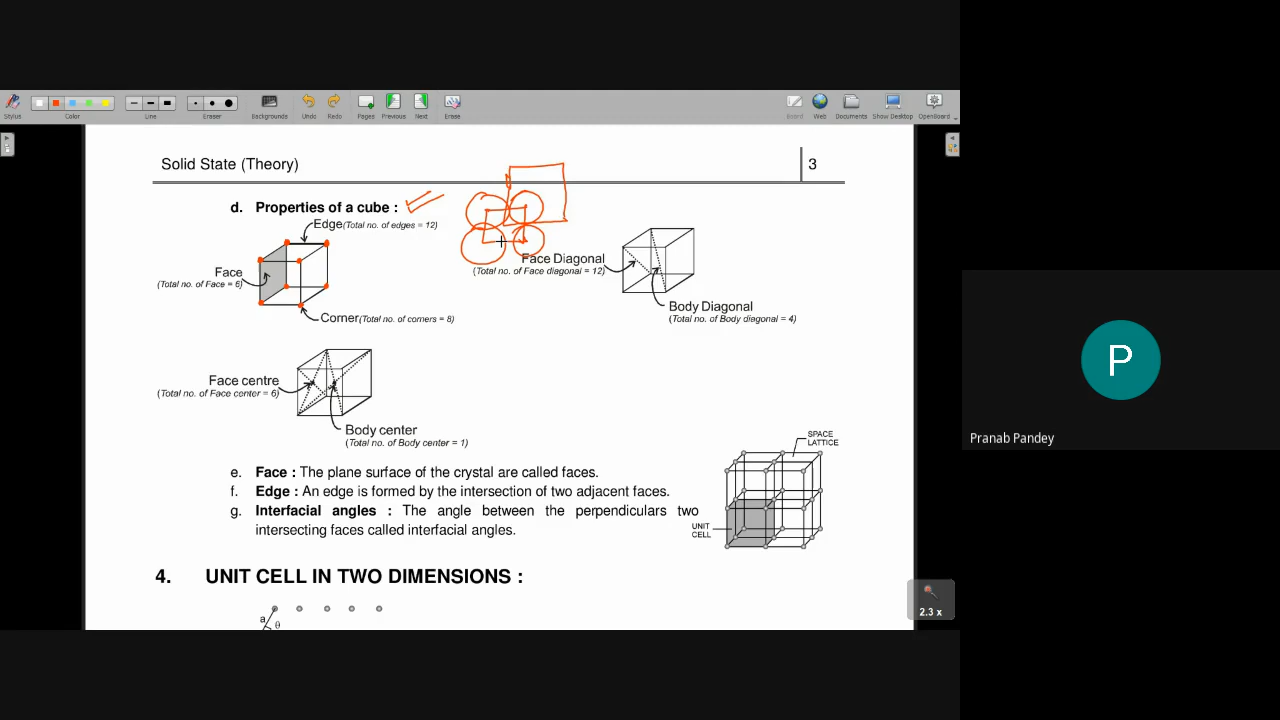 Stylus
Color
Line
Eraser
Backgrounds
Undo
Redo
Pages
Previous
Next
Erase
Board
Web
Documents
Show Desktop
OpenBoard
Solid State (Theory)
3
d. Properties of a cube :
Edge(Total no. of edges = 12)
Face
(Total no. of Face = 6)
Corner(Total no. of corners = 8)
Face Diagonal
(Total no. of Face diagonal = 12)
Body Diagonal
(Total no. of Body diagonal = 4)
Face centre
(Total no. of Face center = 6)
Body center
(Total no. of Body center = 1)
SPACE
LATTICE
UNIT
CELL
e. Face : The plane surface of the crystal are called faces.
f. Edge : An edge is formed by the intersection of two adjacent faces.
g. Interfacial angles : The angle between the perpendiculars two
intersecting faces called interfacial angles.
4. UNIT CELL IN TWO DIMENSIONS :
a
θ
2.3 x
P
Pranab Pandey